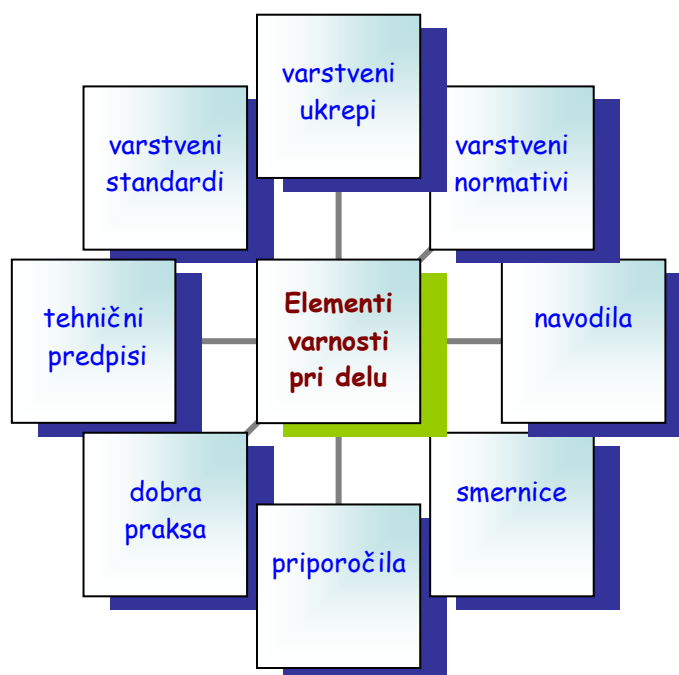 varstveni
ukrepi
varstveni
standardi
varstveni
normativi
tehnični
predpisi
Elementi
varnosti
pri delu
navodila
dobra
praksa
smernice
priporočila